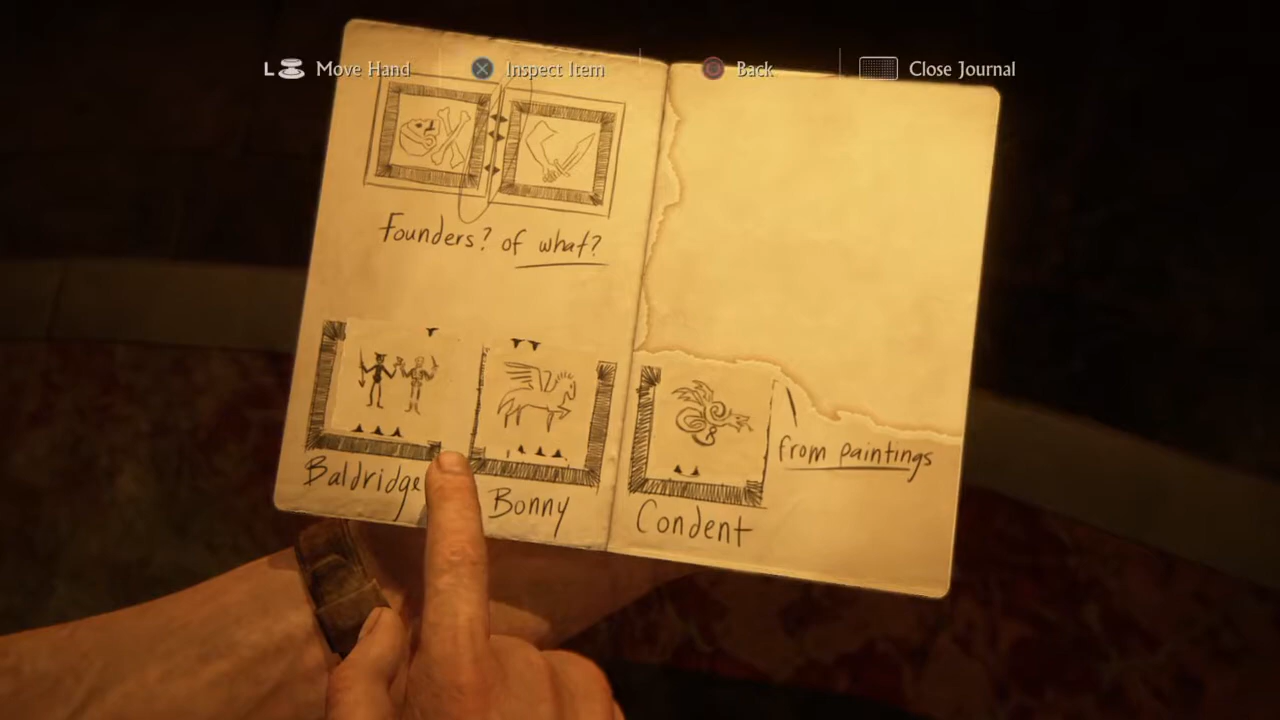 L Move Hand
Inspect Item
Back
Close Journal
Founders? of what?
from paintings
Baldridge
Bonny
Condent